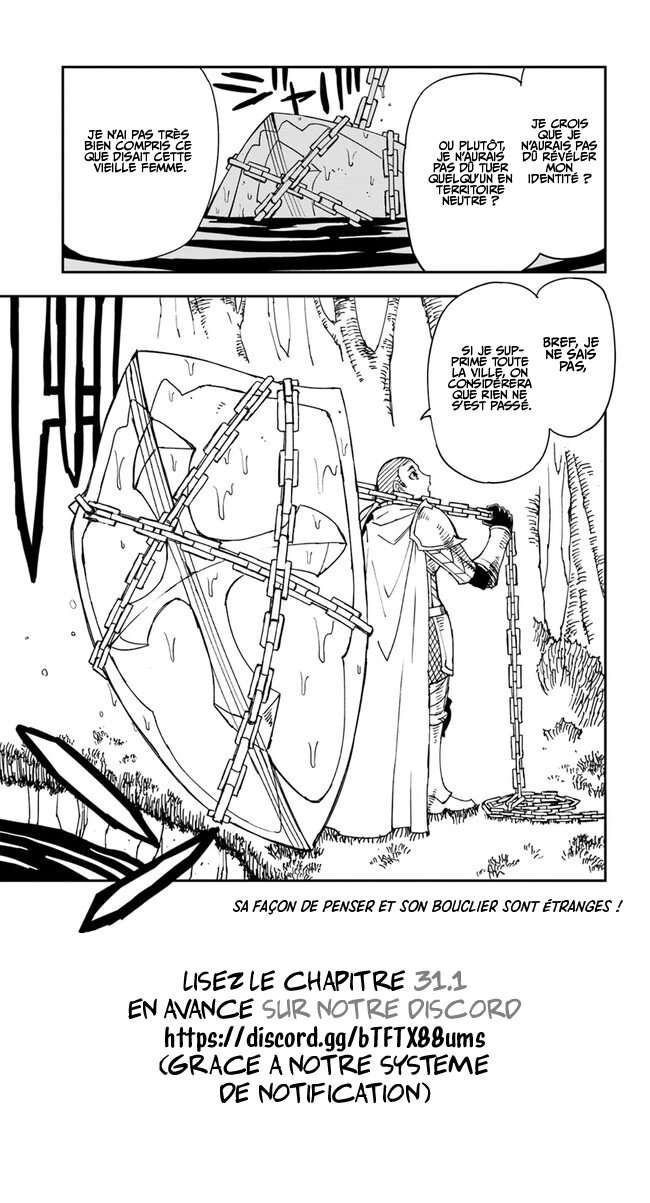 JE CROIS
QUE JE
N'AURAIS PAS
DÛ RÉVÉLER
MON
IDENTITÉ ?
OU PLUTÔT,
JE N'AURAIS
PAS DÛ TUER
QUELQU'UN EN
TERRITOIRE
NEUTRE ?
JE N'AI PAS TRÈS
BIEN COMPRIS CE
QUE DISAIT CETTE
VIEILLE FEMME.
BREF, JE
NE SAIS
PAS,
SI JE SUP-
PRIME TOUTE
LA VILLE, ON
CONSIDÉRERA
QUE RIEN NE
S'EST PASSÉ.
SA FAÇON DE PENSER ET SON BOUCLIER SONT ÉTRANGES !
LISEZ LE CHAPITRE 31.1
EN AVANCE SUR NOTRE DISCORD
https://discord.gg/bTFTX88ums
(GRACE A NOTRE SYSTEME
DE NOTIFICATION)